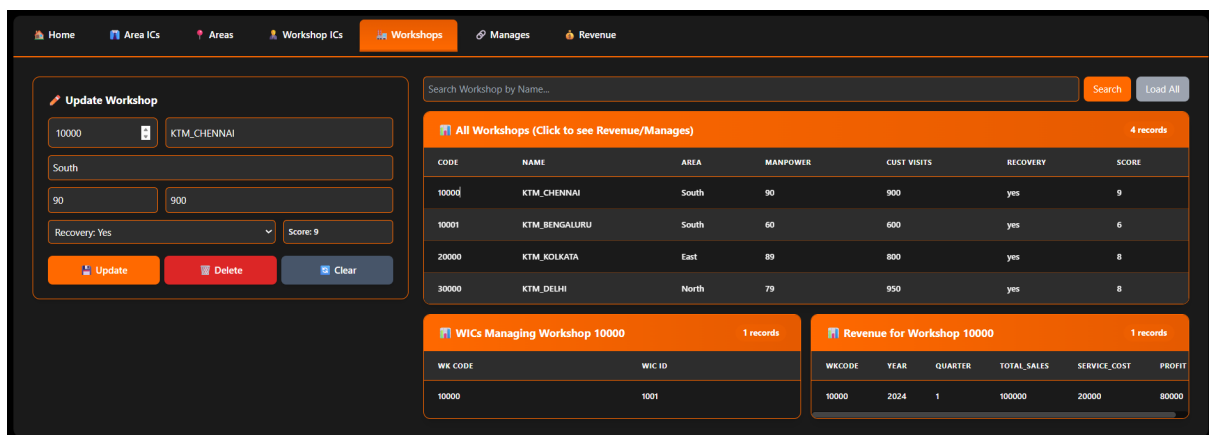 Home Area ICs Areas Workshop ICs Workshops Manages Revenue
Update Workshop
10000 KTM_CHENNAI
South
90 900
Recovery: Yes Score: 9
Update Delete Clear
Search Workshop by Name... Search Load All
All Workshops (Click to see Revenue/Manages) 4 records
CODE NAME AREA MANPOWER CUST VISITS RECOVERY SCORE
10000 KTM_CHENNAI South 90 900 yes 9
10001 KTM_BENGALURU South 60 600 yes 6
20000 KTM_KOLKATA East 89 800 yes 8
30000 KTM_DELHI North 79 950 yes 8
WICs Managing Workshop 10000 1 records
WK CODE WIC ID
10000 1001
Revenue for Workshop 10000 1 records
WKCODE YEAR QUARTER TOTAL_SALES SERVICE_COST PROFIT
10000 2024 1 100000 20000 80000